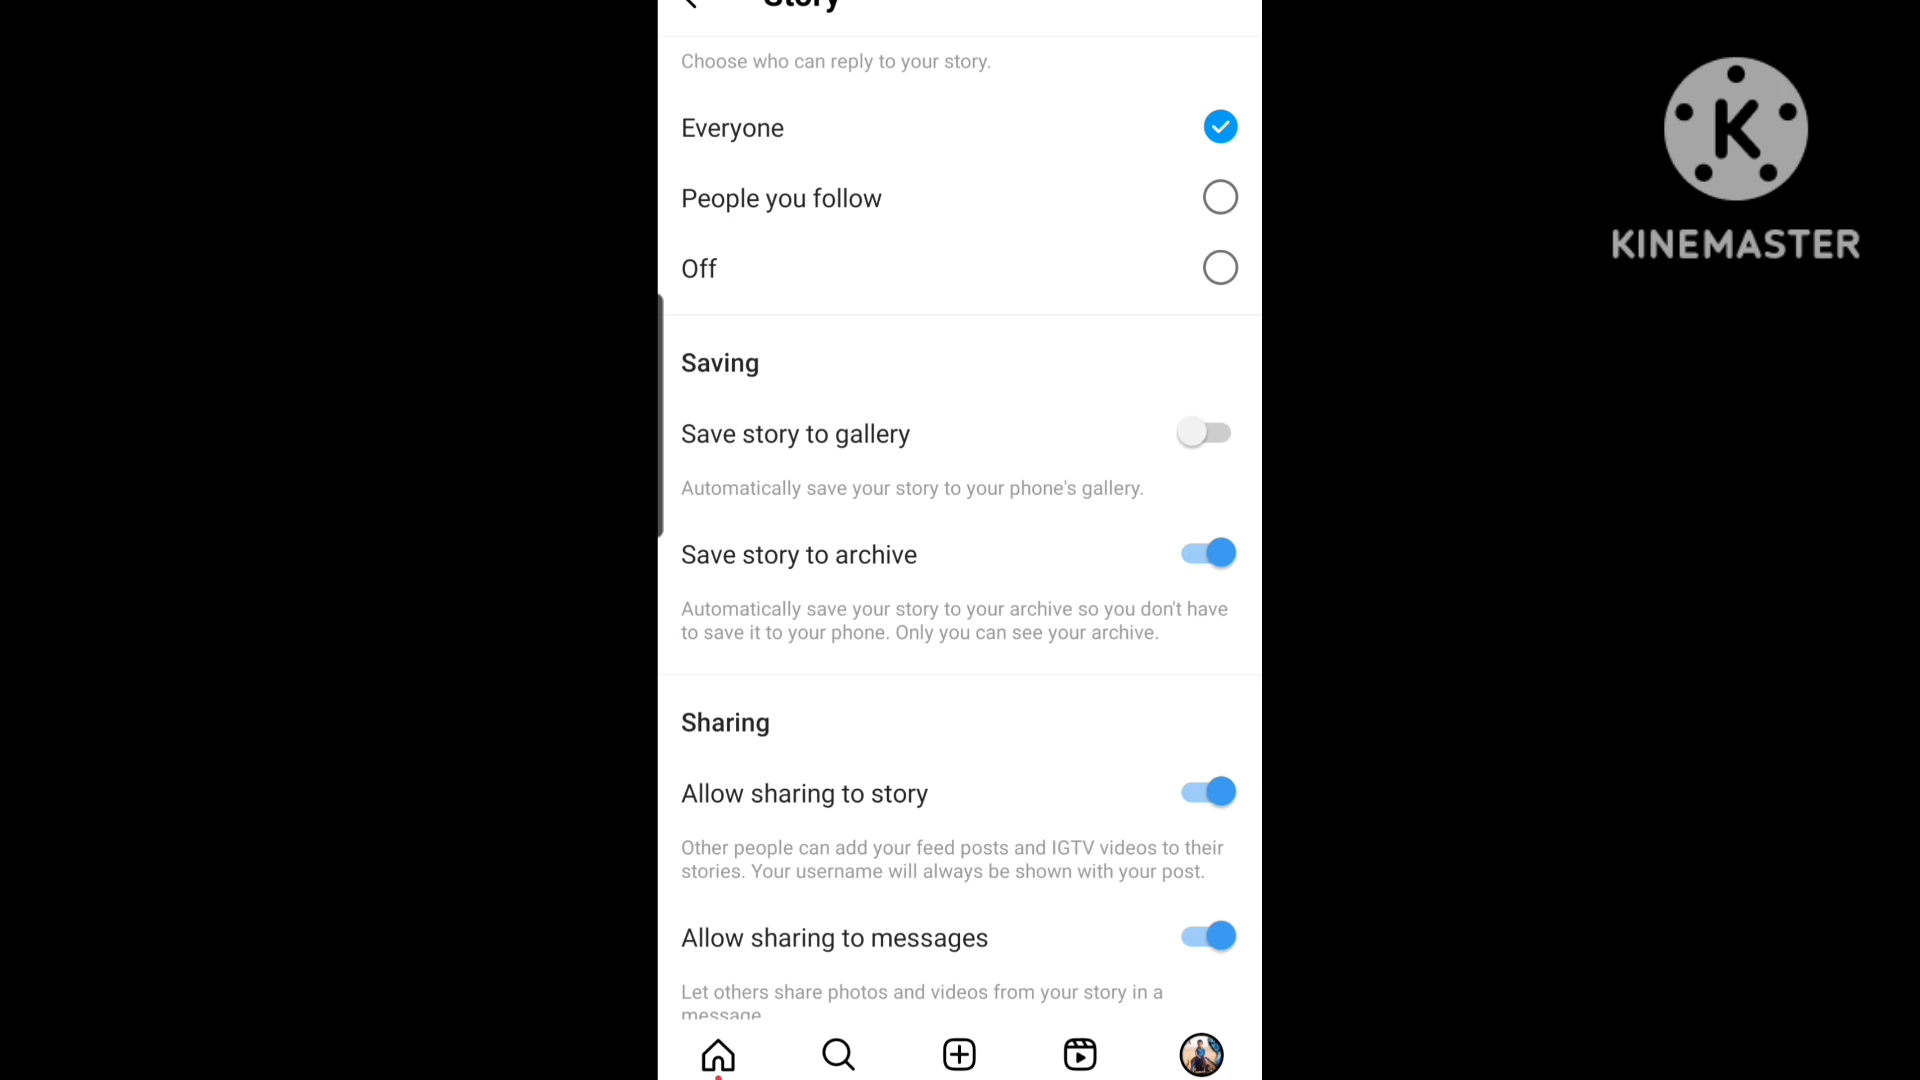 Story
Choose who can reply to your story.
Everyone
People you follow
Off
Saving
Save story to gallery
Automatically save your story to your phone's gallery.
Save story to archive
Automatically save your story to your archive so you don't have
to save it to your phone. Only you can see your archive.
Sharing
Allow sharing to story
Other people can add your feed posts and IGTV videos to their
stories. Your username will always be shown with your post.
Allow sharing to messages
Let others share photos and videos from your story in a
message
K
KINEMASTER